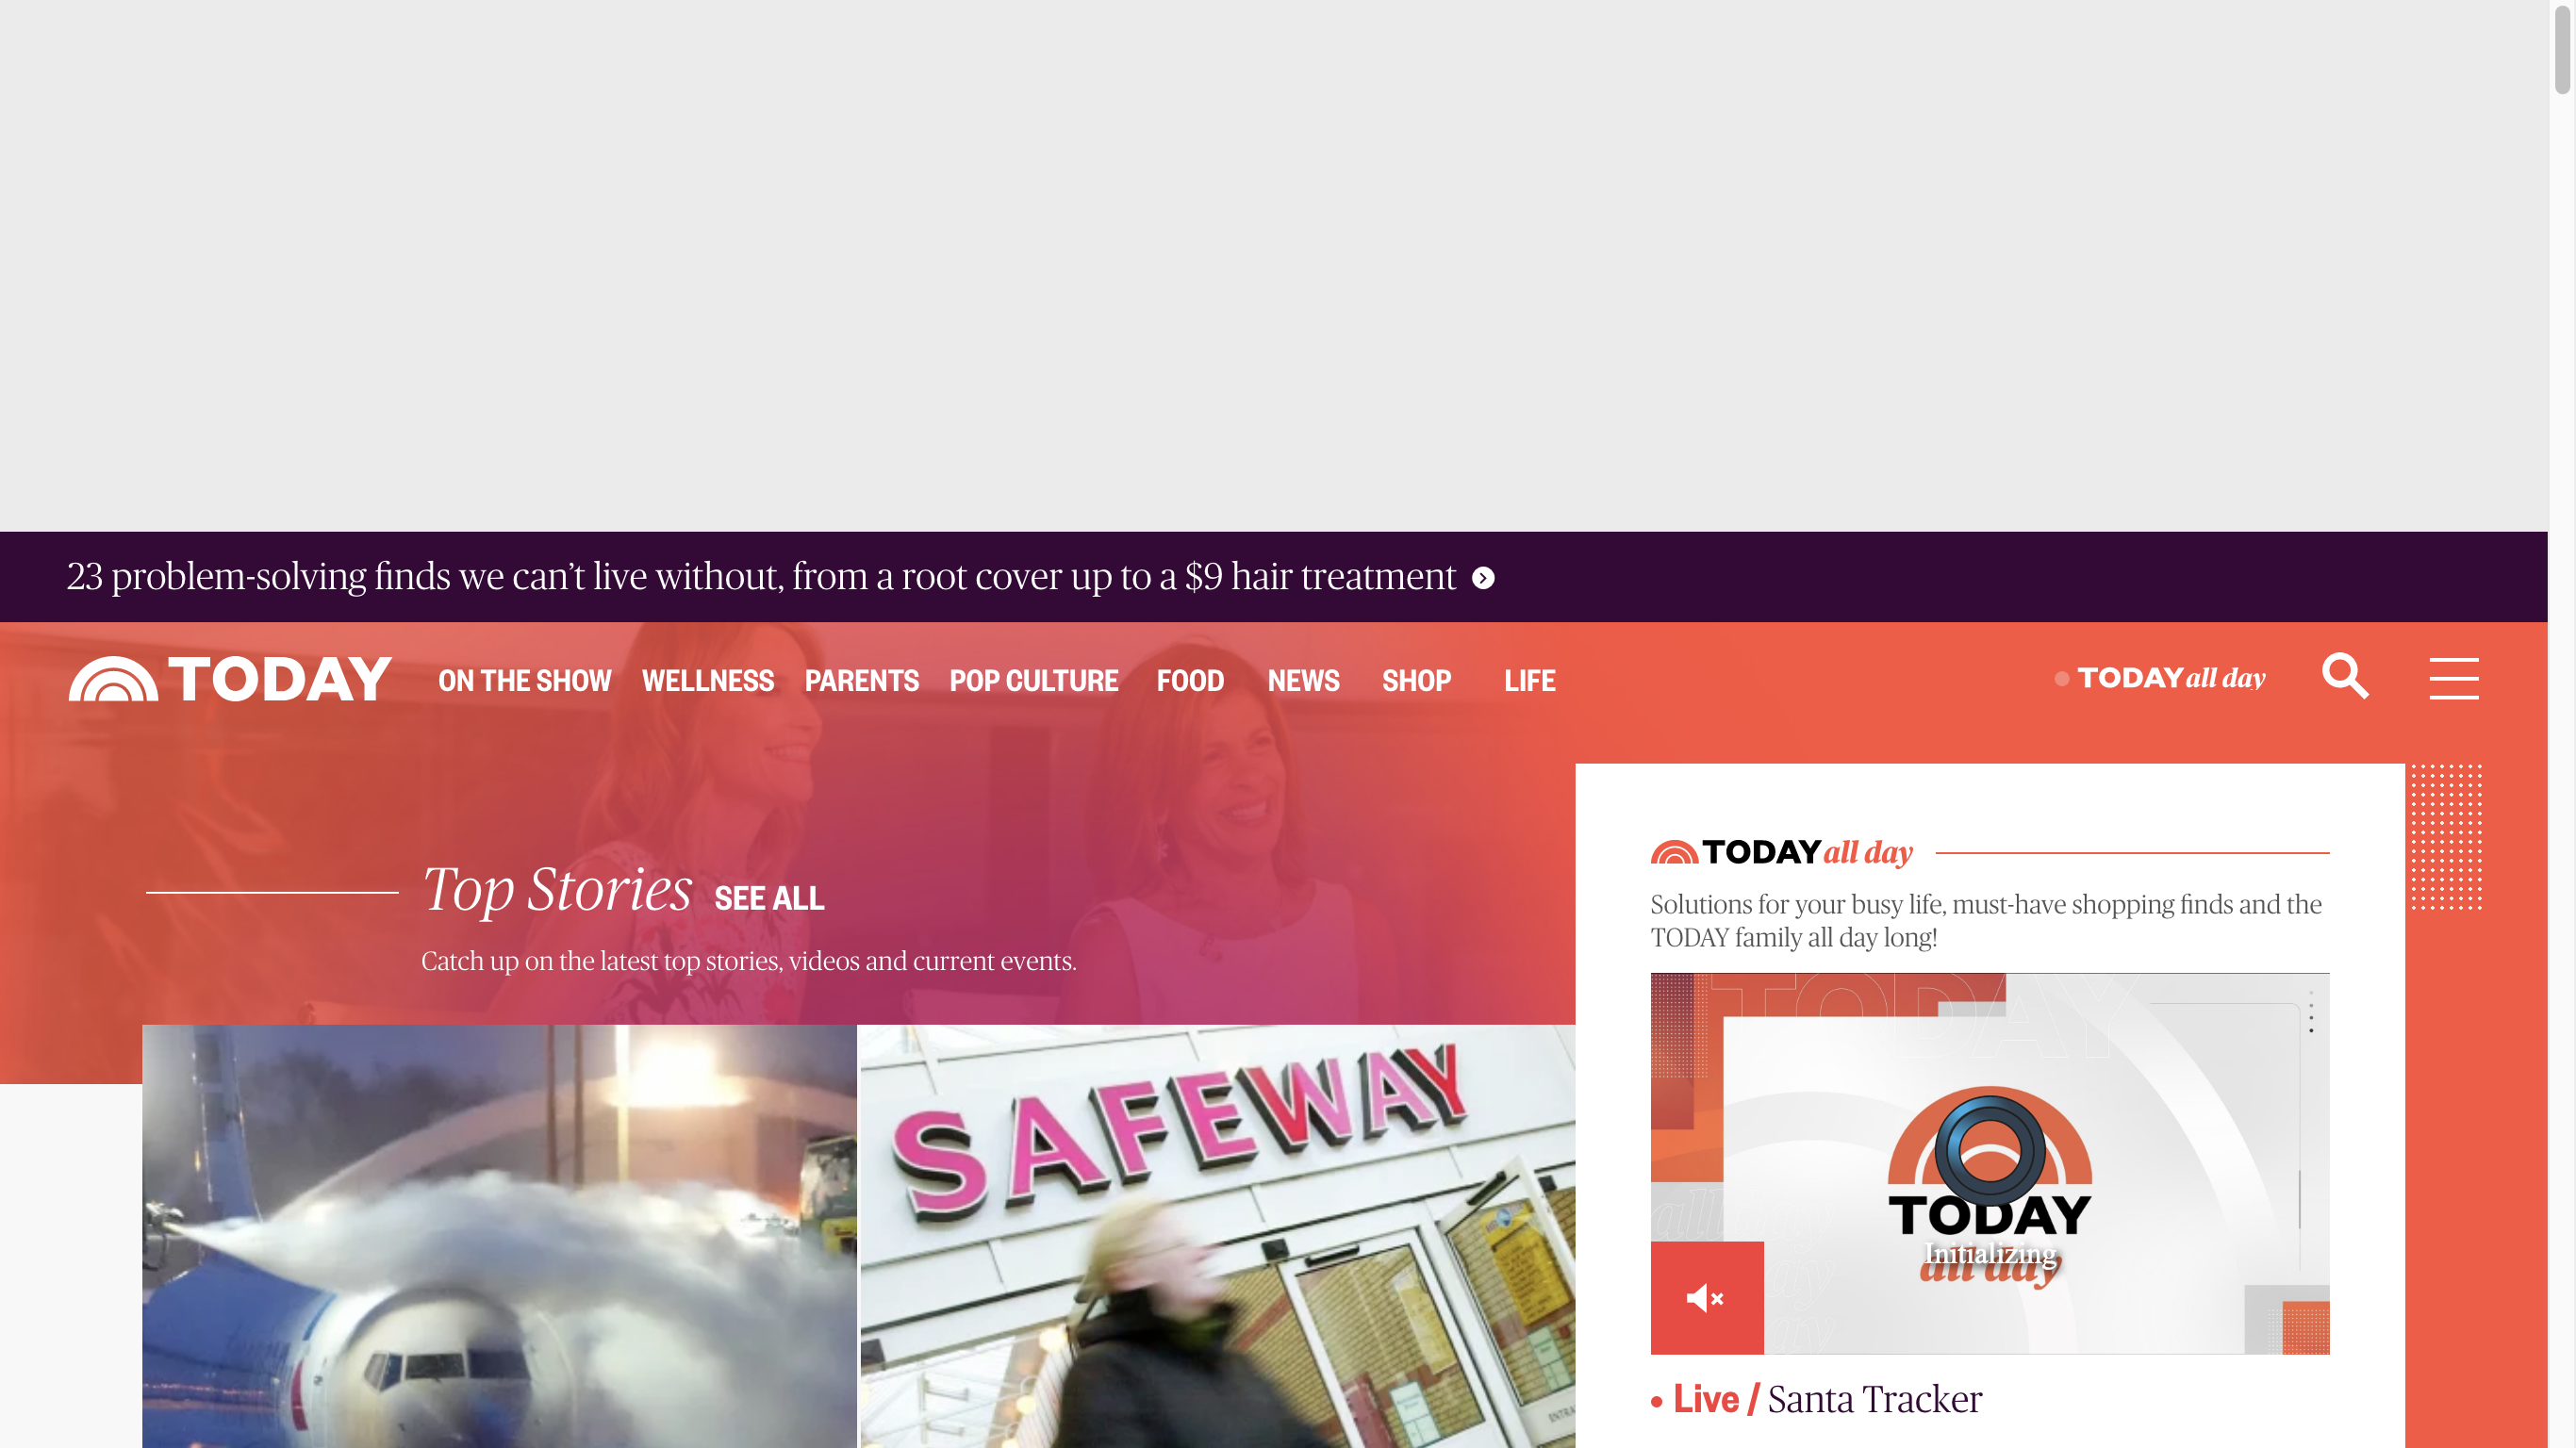 23 problem-solving finds we can’t live without, from a root cover up to a $9 hair treatment
TODAY ON THE SHOW WELLNESS PARENTS POP CULTURE FOOD NEWS SHOP LIFE TODAY all day
Top Stories SEE ALL
Catch up on the latest top stories, videos and current events.
SAFEWAY
TODAY all day
Solutions for your busy life, must-have shopping finds and the
TODAY family all day long!
TODAY
TODAY
Initializing
all day
Live / Santa Tracker